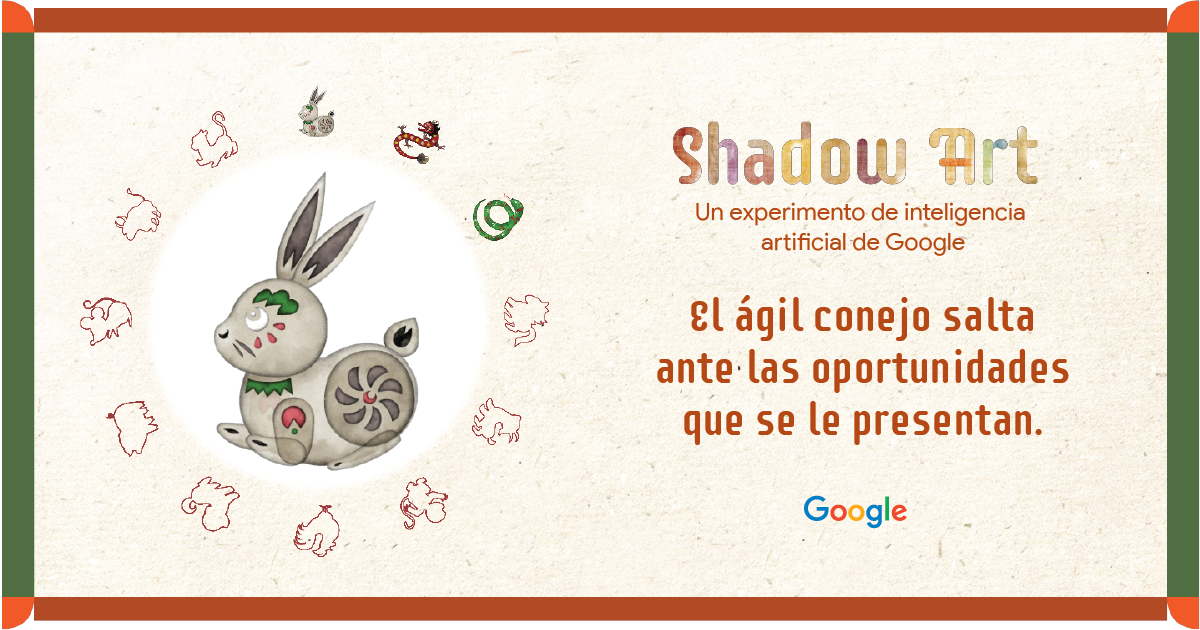 Shadow Art
Un experimento de inteligencia
artificial de Google
El ágil conejo salta
ante las oportunidades
que se le presentan.
Google